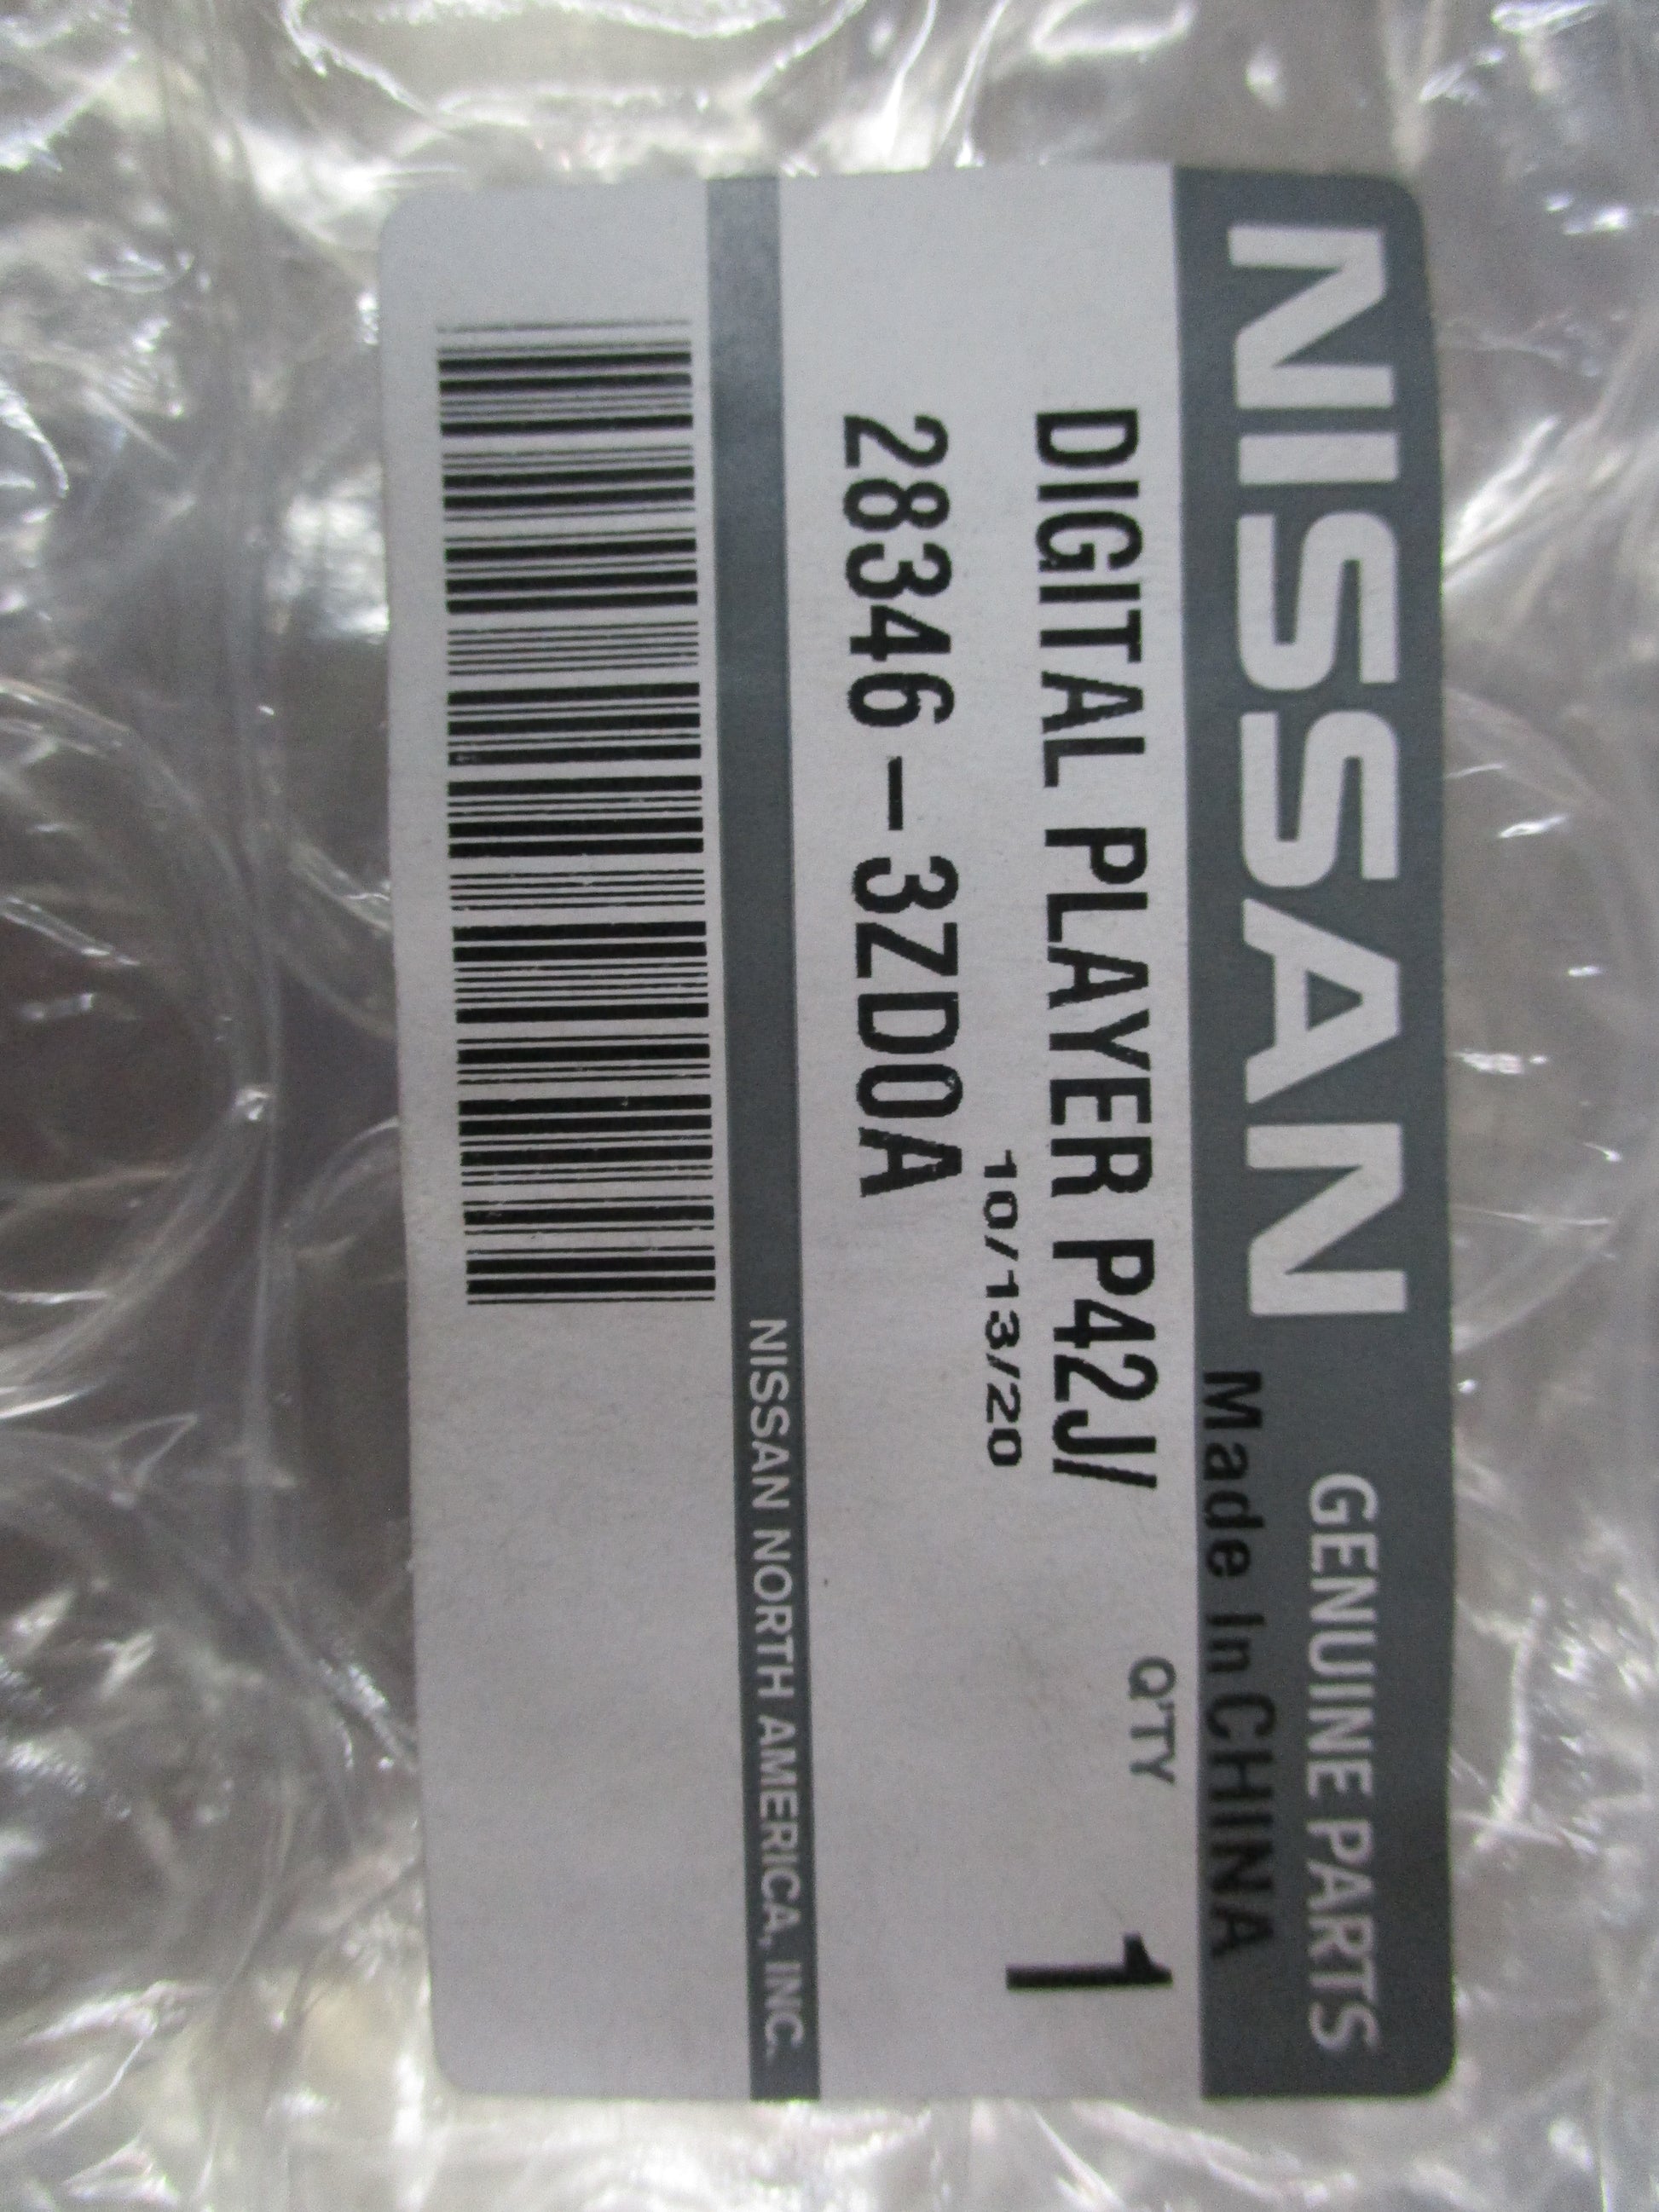 NISSAN GENUINE PARTS
Made In CHINA
DIGITAL PLAYER P42J/ Q'TY 1
10/13/20
28346-3ZD0A
NISSAN NORTH AMERICA, INC.